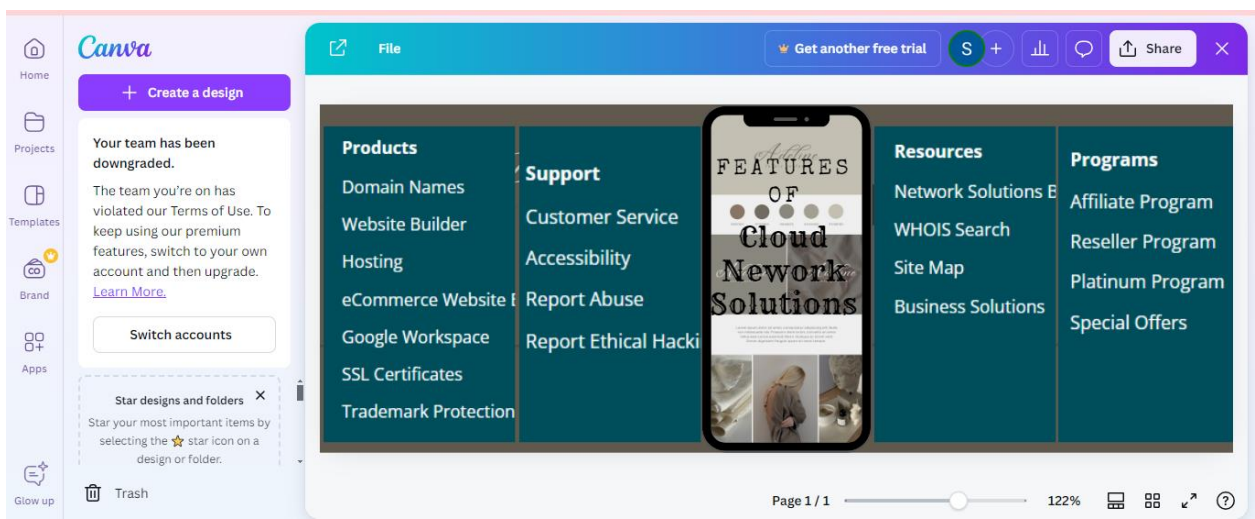 Home
Projects
Templates
Brand
Apps
Glow up
Canva
+ Create a design
Your team has been
downgraded.
The team you're on has
violated our Terms of Use. To
keep using our premium
features, switch to your own
account and then upgrade.
Learn More.
Switch accounts
Star designs and folders X
Star your most important items by
selecting the ⭐ star icon on a
design or folder.
Trash
File
Get another free trial
S
+
Share
Products
Domain Names
Website Builder
Hosting
eCommerce Website
Google Workspace
SSL Certificates
Trademark Protection
Support
Customer Service
Accessibility
Report Abuse
Report Ethical Hacki
FEATURES
OF
Cloud
Nework
Solutions
Resources
Network Solutions B
WHOIS Search
Site Map
Business Solutions
Programs
Affiliate Program
Reseller Program
Platinum Program
Special Offers
Page 1 / 1
122%
?